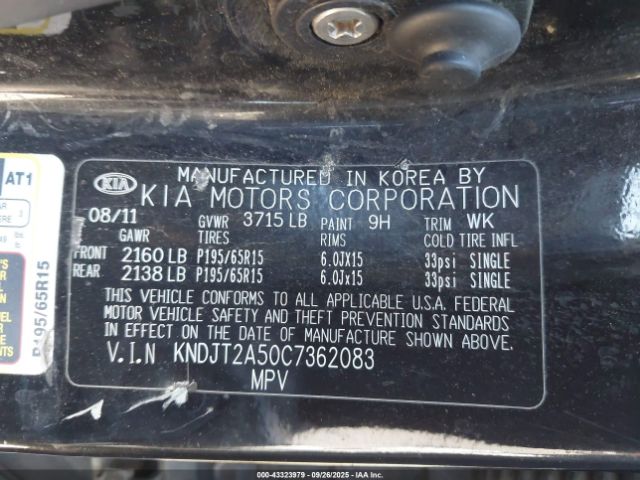 MANUFACTURED IN KOREA BY
KIA KIA MOTORS CORPORATION
08/11 GVWR 3715 LB PAINT 9H TRIM WK
GAWR TIRES RIMS COLD TIRE INFL
FRONT 2160 LB P195/65R15 6.0JX15 33psi SINGLE
REAR 2138 LB P195/65R15 6.0Jx15 33psi SINGLE
THIS VEHICLE CONFORMS TO ALL APPLICABLE U.S.A. FEDERAL
MOTOR VEHICLE SAFETY AND THEFT PREVENTION STANDARDS
IN EFFECT ON THE DATE OF MANUFACTURE SHOWN ABOVE.
V.I.N KNDJT2A50C7362083
MPV
AT1
P195/65R15
000-43323979 09/26/2025 COPART